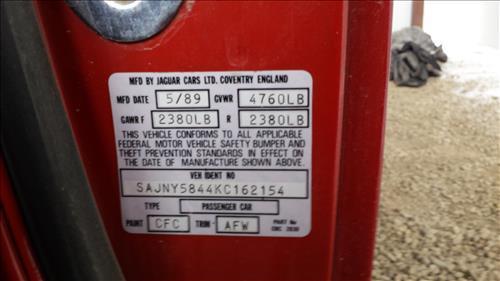 MFD BY JAGUAR CARS LTD. COVENTRY ENGLAND
MFD DATE 5/89 GVWR 4760LB
GAWR F 2380LB R 2380LB
THIS VEHICLE CONFORMS TO ALL APPLICABLE
FEDERAL MOTOR VEHICLE SAFETY BUMPER AND
THEFT PREVENTION STANDARDS IN EFFECT ON
THE DATE OF MANUFACTURE SHOWN ABOVE.
VEH IDENT NO
SAJNY5844KC162154
TYPE PASSENGER CAR
PAINT CFC TRIM AFW PART No